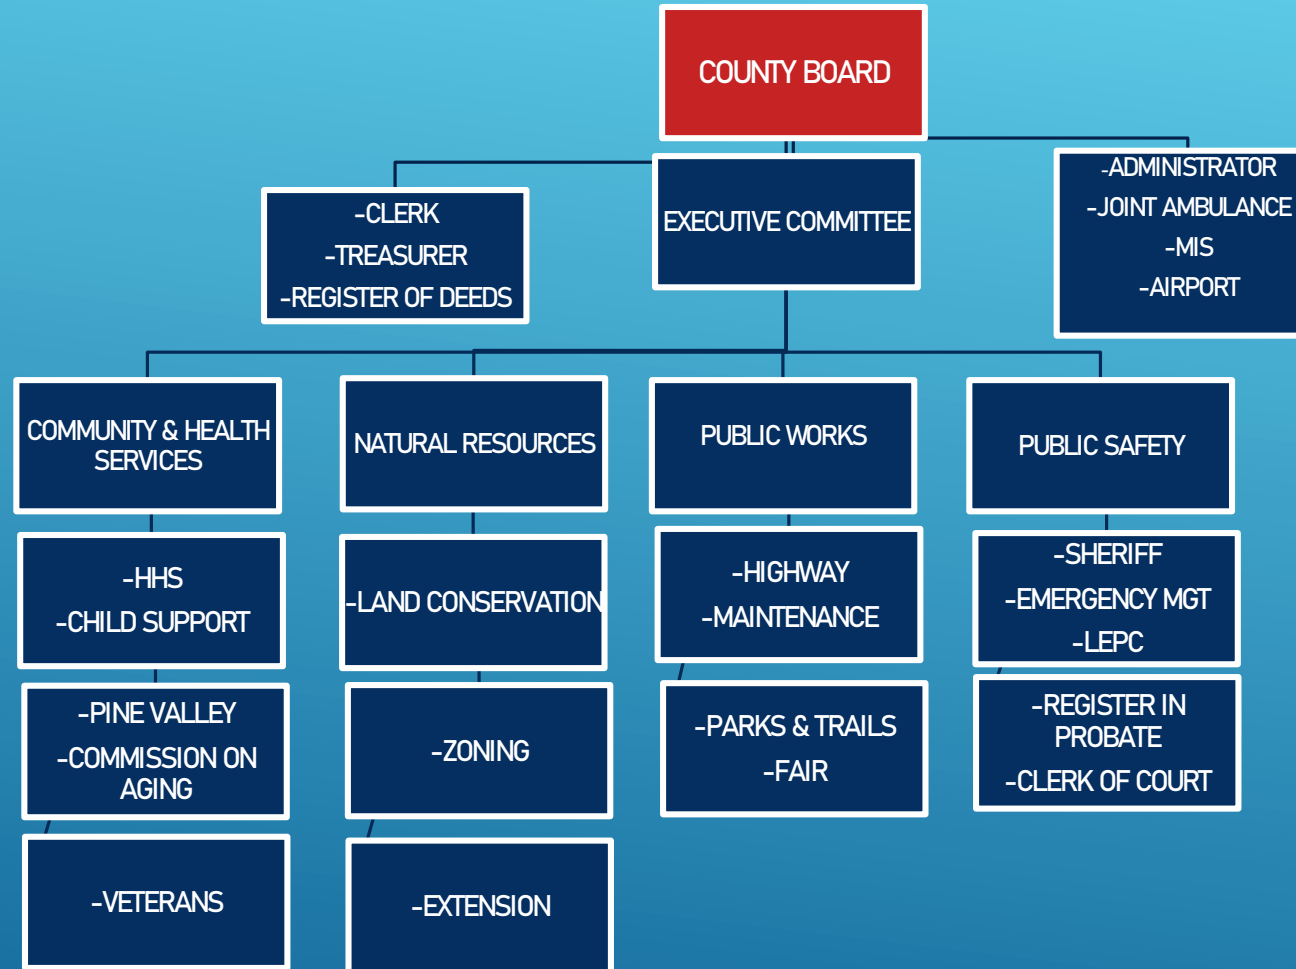 COUNTY BOARD
-CLERK
-TREASURER
-REGISTER OF DEEDS
EXECUTIVE COMMITTEE
-ADMINISTRATOR
-JOINT AMBULANCE
-MIS
-AIRPORT
COMMUNITY & HEALTH
SERVICES
NATURAL RESOURCES
PUBLIC WORKS
PUBLIC SAFETY
-HHS
-CHILD SUPPORT
-LAND CONSERVATION
-HIGHWAY
-MAINTENANCE
-SHERIFF
-EMERGENCY MGT
-LEPC
-PINE VALLEY
-COMMISSION ON
AGING
-ZONING
-PARKS & TRAILS
-FAIR
-REGISTER IN
PROBATE
-CLERK OF COURT
-VETERANS
-EXTENSION